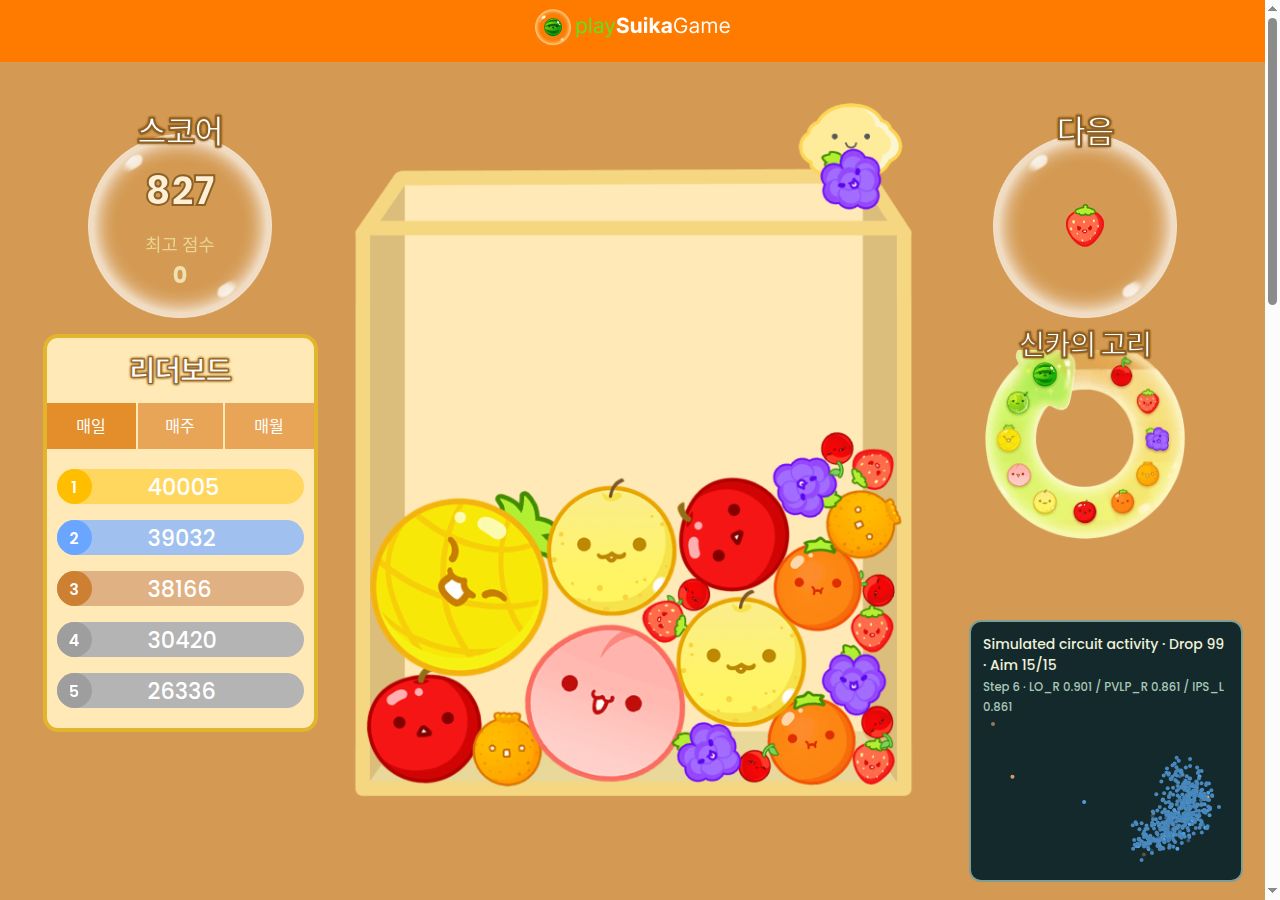 playSuikaGame
스코어
827
최고 점수
0
다음
리더보드
매일 매주 매월
1 40005
2 39032
3 38166
4 30420
5 26336
신카의 고리
Simulated circuit activity · Drop 99
· Aim 15/15
Step 6 · LO_R 0.901 / PVLP_R 0.861 / IPS_L
0.861